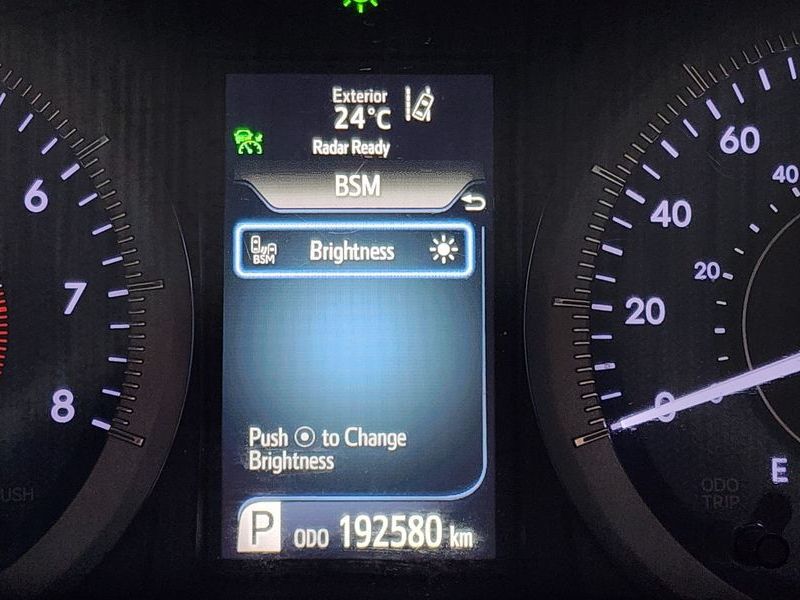 Exterior
24°C
Radar Ready
BSM
BSM Brightness
Push to Change
Brightness
P ODO 192580 km
6
7
8
60
40
40
20
20
0
E
ODO
TRIP
USH